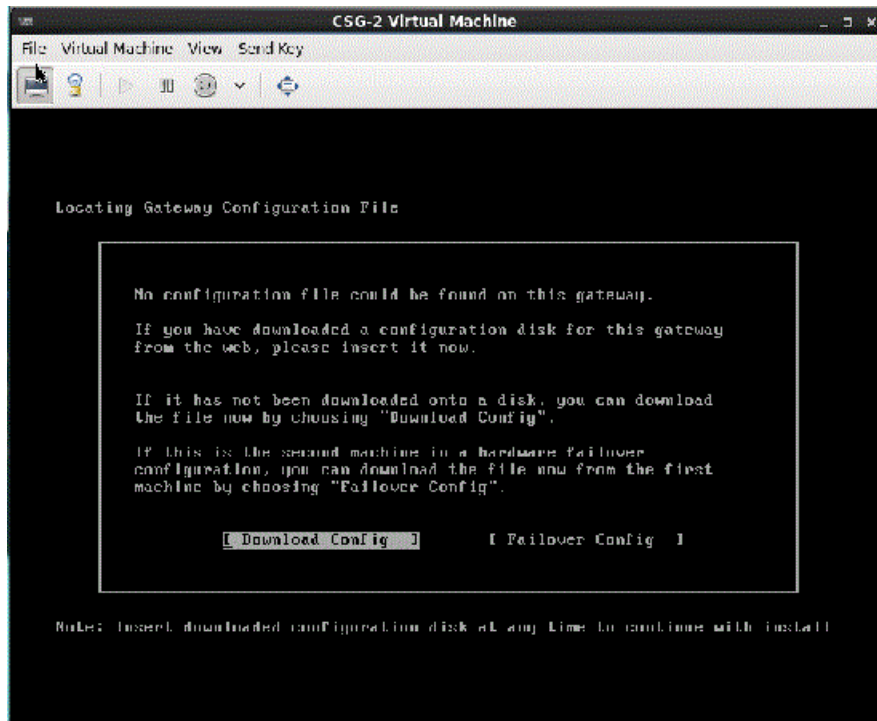 CSG-2 Virtual Machine
File Virtual Machine View Send Key
Locating Gateway Configuration File
No configuration file could be found on this gateway.
If you have downloaded a configuration disk for this gateway
from the web, please insert it now.
If it has not been downloaded onto a disk, you can download
the file now by choosing "Download Config".
If this is the second machine in a hardware failover
configuration, you can download the file now from the first
machine by choosing "Failover Config".
[ Download Config ] [ Failover Config ]
Note: Insert downloaded configuration disk at any time to continue with install